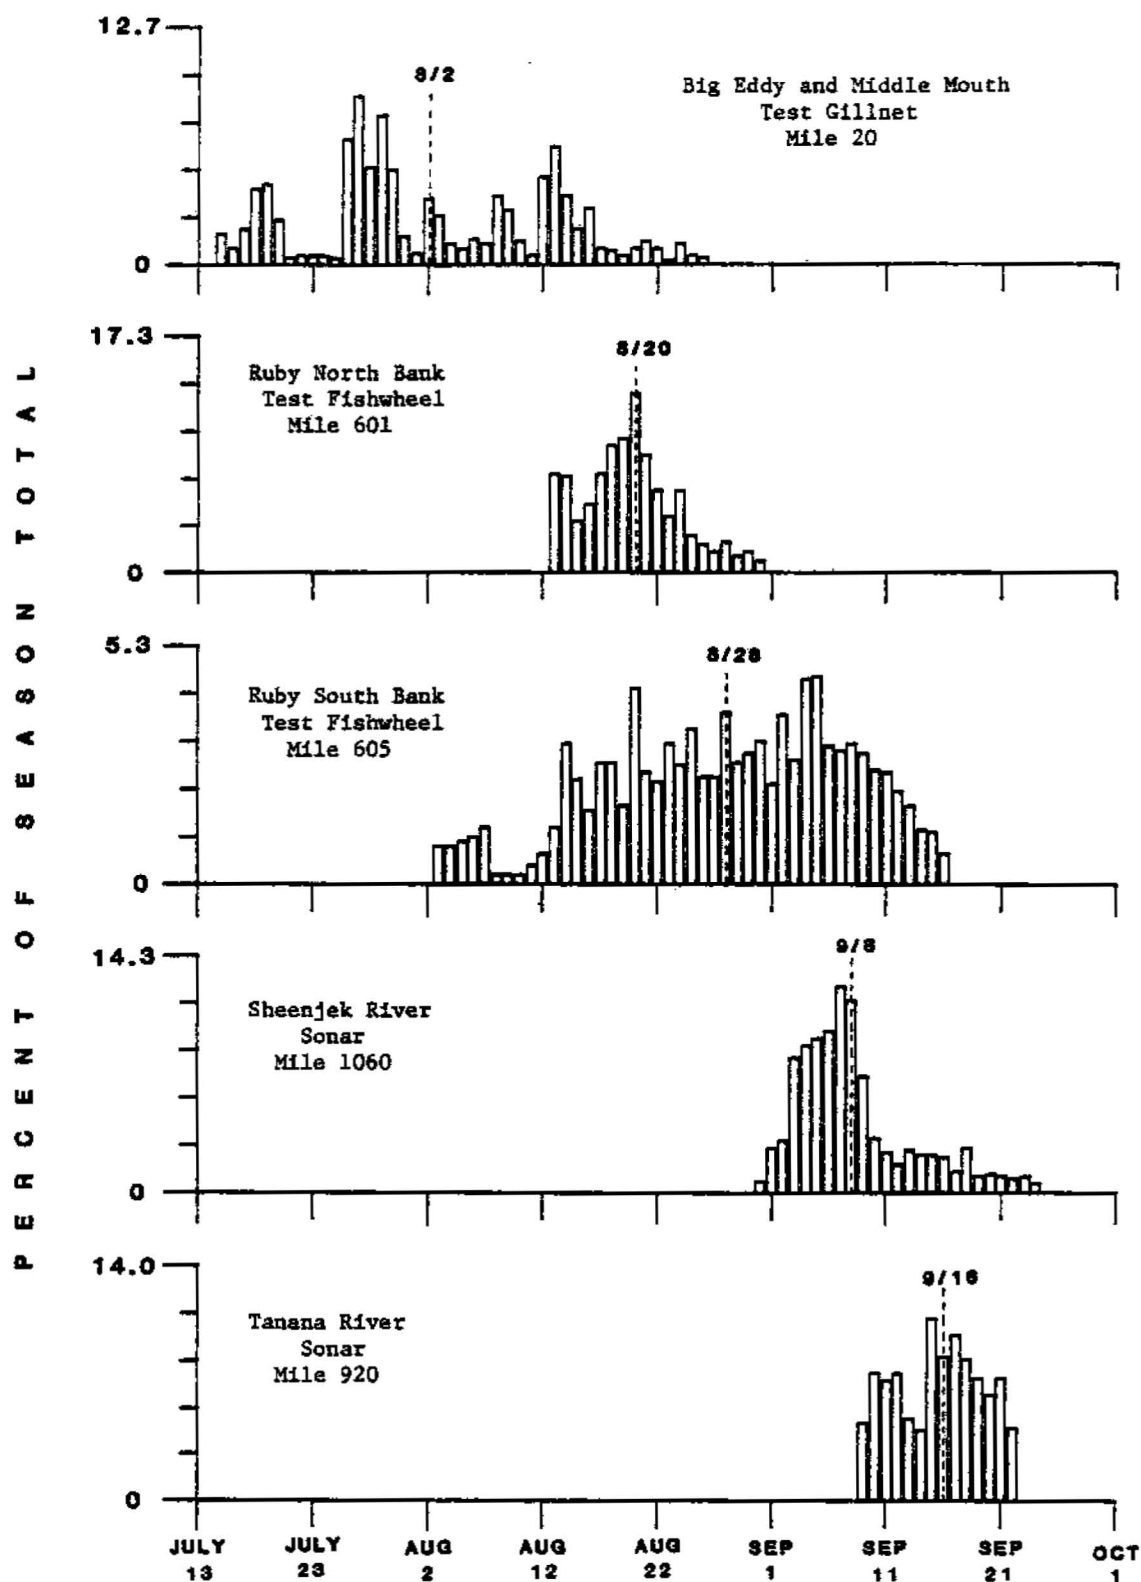 12.7
8/2
Big Eddy and Middle Mouth
Test Gillnet
Mile 20
0
17.3
8/20
Ruby North Bank
Test Fishwheel
Mile 601
0
5.3
8/28
Ruby South Bank
Test Fishwheel
Mile 605
0
14.3
9/8
Sheenjek River
Sonar
Mile 1060
0
14.0
9/16
Tanana River
Sonar
Mile 920
0
JULY JULY AUG AUG AUG SEP SEP SEP OCT
13 23 2 12 22 1 11 21 1
PERCENT OF SEASON TOTAL